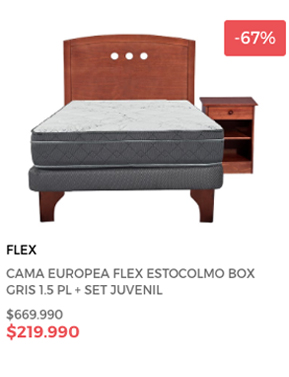 -67%
FLEX
CAMA EUROPEA FLEX ESTOCOLMO BOX
GRIS 1.5 PL + SET JUVENIL
$669.990
$219.990